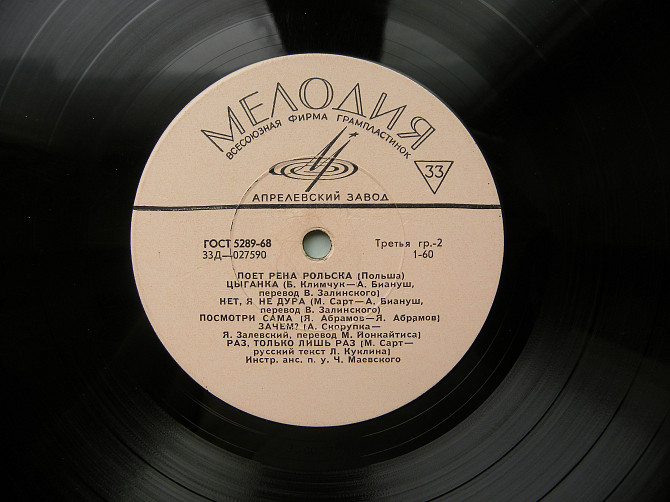 МЕЛОДИЯ
ВСЕСОЮЗНАЯ ФИРМА ГРАМПЛАСТИНОК
33
АПРЕЛЕВСКИЙ ЗАВОД
ГОСТ 5289-68 Третья гр.-2
33Д—027590 1-60
ПОЕТ РЕНА РОЛЬСКА (Польша)
ЦЫГАНКА (Б. Климчук—А. Биануш,
перевод В. Залинского)
НЕТ, Я НЕ ДУРА (М. Сарт—А. Биануш,
перевод В. Залинского)
ПОСМОТРИ САМА (Я. Абрамов—Я. Абрамов)
ЗАЧЕМ? (А. Скорупка—
Я. Залевский, перевод М. Йонкайтиса)
РАЗ, ТОЛЬКО ЛИШЬ РАЗ (М. Сарт—
русский текст Л. Куклина)
Инстр. анс. п. у. Ч. Маевского